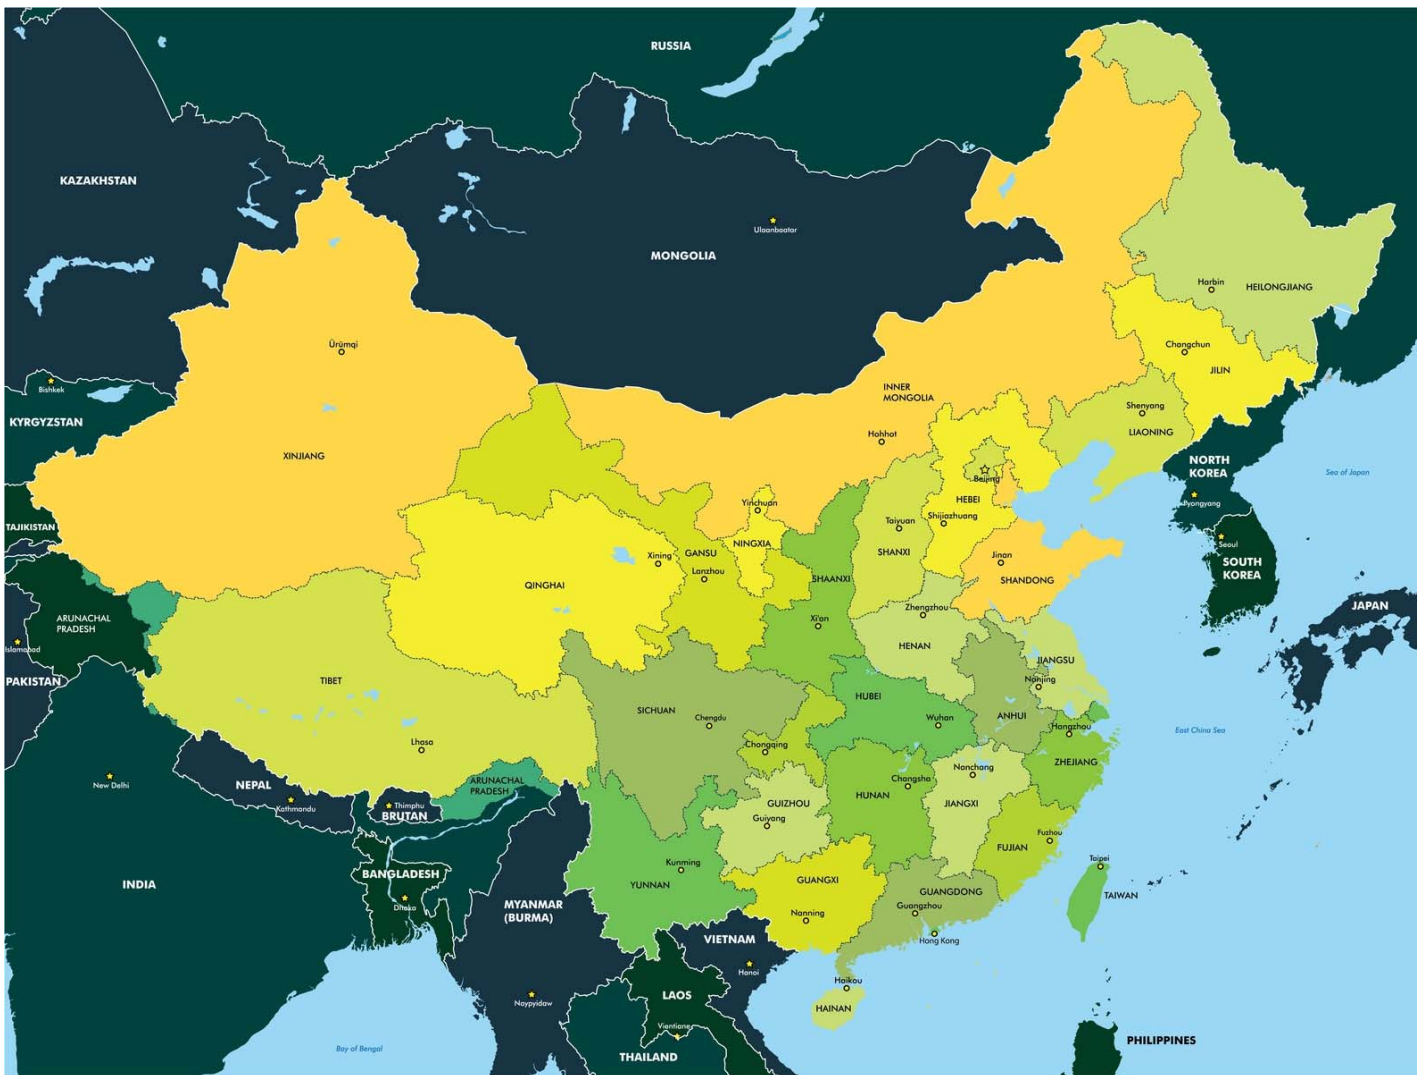 RUSSIA
KAZAKHSTAN
Ulaanbaatar
MONGOLIA
Harbin
HEILONGJIANG
Ürümqi
Changchun
JILIN
Bishkek
KYRGYZSTAN
INNER
MONGOLIA
Shenyang
LIAONING
Hohhot
XINJIANG
NORTH
KOREA
Pyongyang
Sea of Japan
Beijing
HEBEI
Yinchuan
Shijiazhuang
Taiyuan
TAJIKISTAN
NINGXIA
SHANXI
Jinan
SHANDONG
Seoul
SOUTH
KOREA
Xining
GANSU
Lanzhou
QINGHAI
SHAANXI
JAPAN
ARUNACHAL
PRADESH
Zhengzhou
Xi'an
HENAN
Islamabad
PAKISTAN
TIBET
JIANGSU
Nanjing
SICHUAN
Chengdu
HUBEI
Wuhan
ANHUI
Hangzhou
East China Sea
Lhasa
Chongqing
ZHEJIANG
New Delhi
NEPAL
Kathmandu
ARUNACHAL
PRADESH
Thimphu
BRUTAN
Nanchang
Changsha
HUNAN
JIANGXI
GUIZHOU
Guiyang
Fuzhou
FUJIAN
Taipei
TAIWAN
INDIA
BANGLADESH
Dhaka
Kunming
YUNNAN
GUANGXI
GUANGDONG
Guangzhou
MYANMAR
(BURMA)
Nanning
Hong Kong
VIETNAM
Hanoi
Haikou
HAINAN
Naypyidaw
LAOS
Vientiane
THAILAND
Bay of Bengal
PHILIPPINES